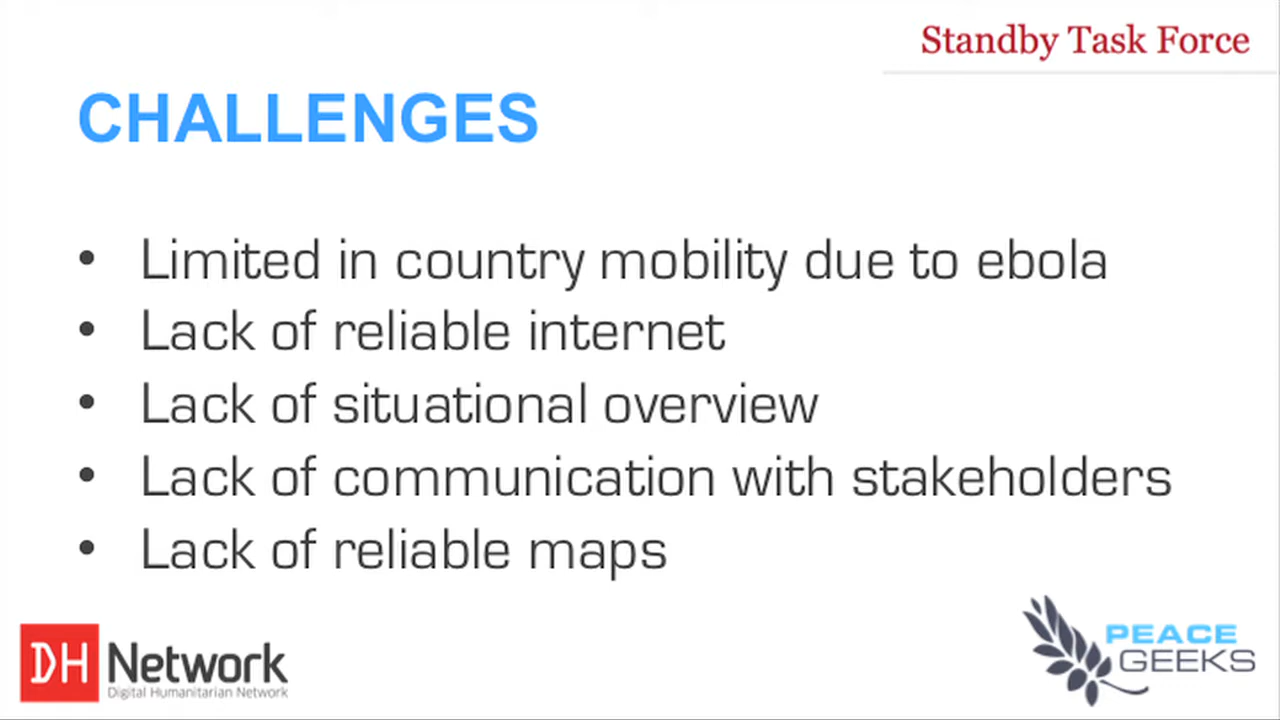 Standby Task Force
CHALLENGES
• Limited in country mobility due to ebola
• Lack of reliable internet
• Lack of situational overview
• Lack of communication with stakeholders
• Lack of reliable maps
DH Network
Digital Humanitarian Network
PEACE
GEEKS